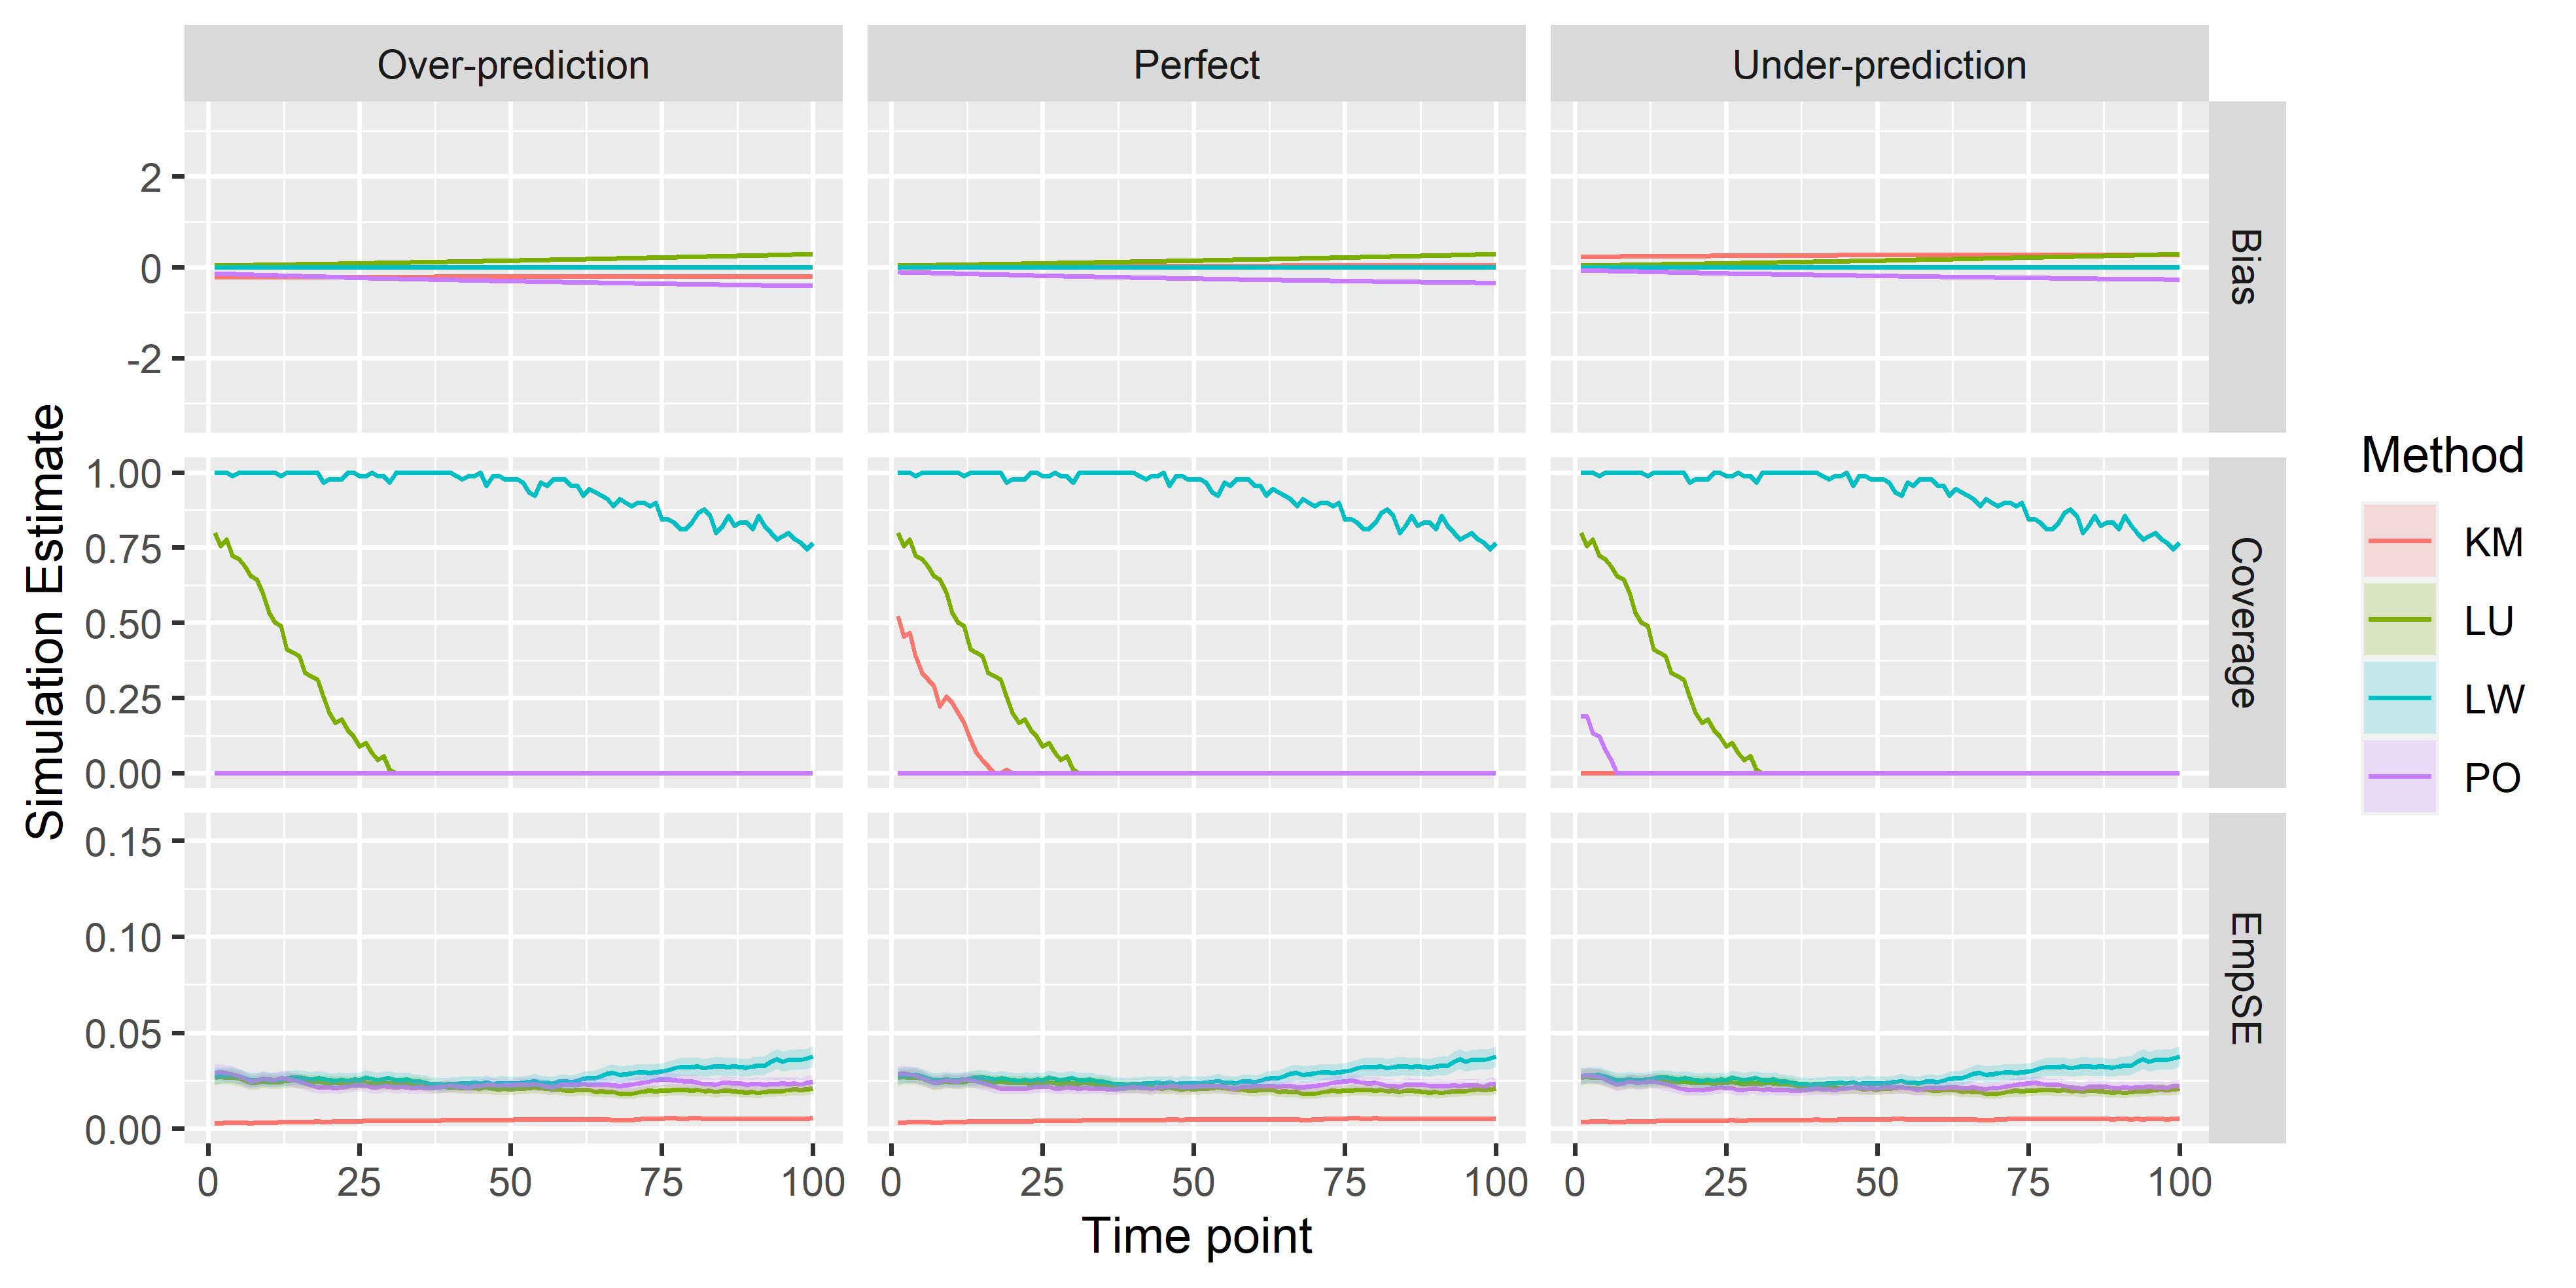 Over-prediction Perfect Under-prediction
2
0
-2
Bias
1.00
0.75
0.50
0.25
0.00
Coverage
0.15
0.10
0.05
0.00
EmpSE
0 25 50 75 100 0 25 50 75 100 0 25 50 75 100
Time point
Simulation Estimate
Method
KM
LU
LW
PO